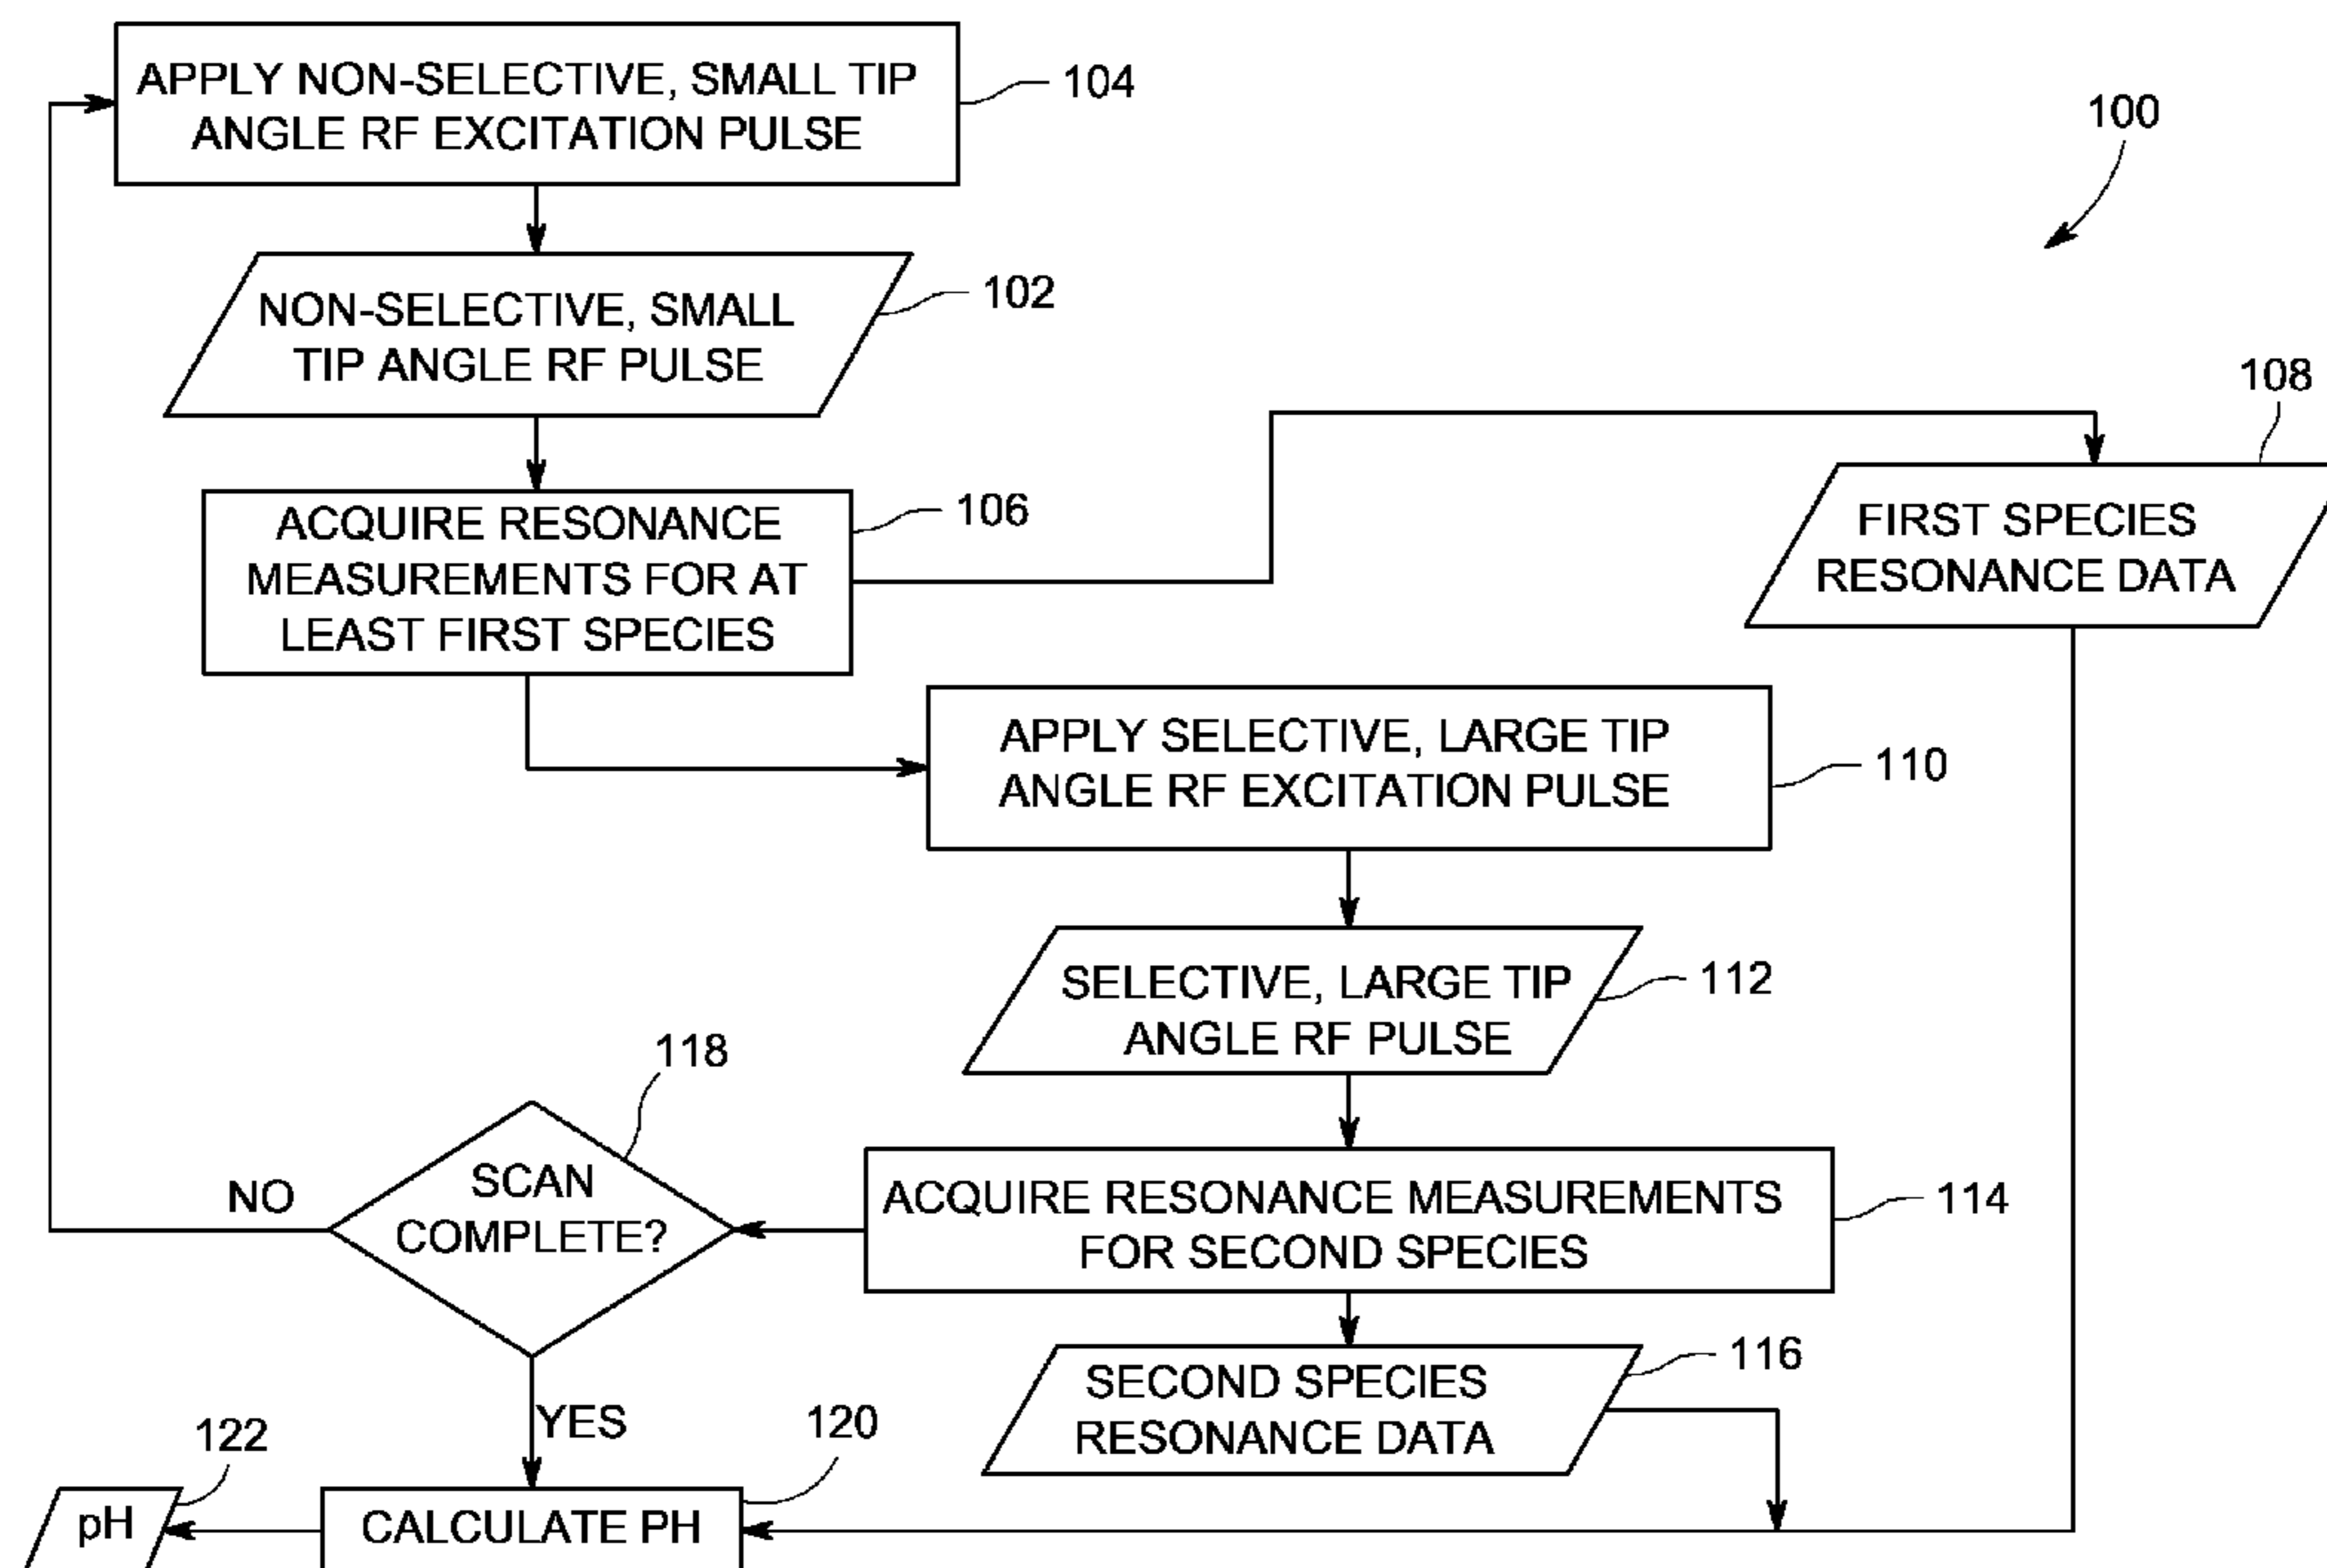 APPLY NON-SELECTIVE, SMALL TIP
ANGLE RF EXCITATION PULSE
104
100
NON-SELECTIVE, SMALL
TIP ANGLE RF PULSE
102
108
ACQUIRE RESONANCE
MEASUREMENTS FOR AT
LEAST FIRST SPECIES
106
FIRST SPECIES
RESONANCE DATA
APPLY SELECTIVE, LARGE TIP
ANGLE RF EXCITATION PULSE
110
SELECTIVE, LARGE TIP
ANGLE RF PULSE
112
118
SCAN
COMPLETE?
NO
ACQUIRE RESONANCE MEASUREMENTS
FOR SECOND SPECIES
114
SECOND SPECIES
RESONANCE DATA
116
YES
122
120
pH
CALCULATE PH